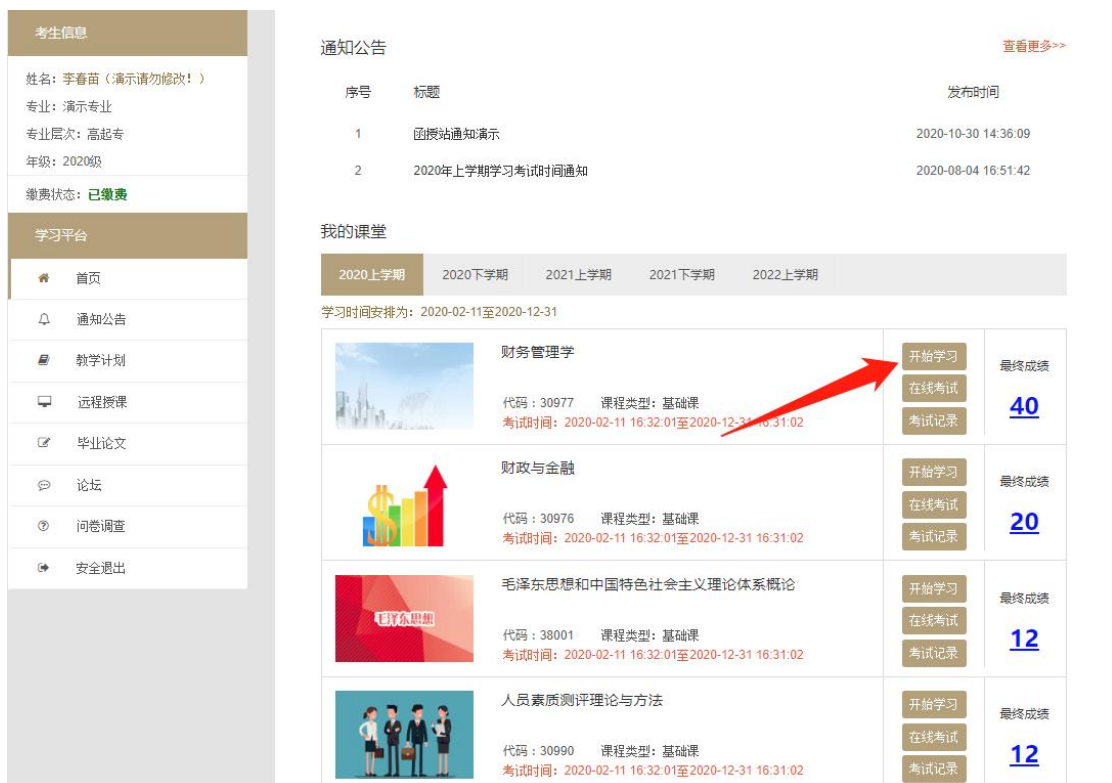 考生信息
姓名：李春苗（演示请勿修改！）
专业：演示专业
专业层次：高起专
年级：2020级
缴费状态：已缴费
学习平台
首页
通知公告
教学计划
远程授课
毕业论文
论坛
问卷调查
安全退出
通知公告 查看更多>>
序号 标题 发布时间
1 函授站通知演示 2020-10-30 14:36:09
2 2020年上学期学习考试时间通知 2020-08-04 16:51:42
我的课堂
2020上学期 2020下学期 2021上学期 2021下学期 2022上学期
学习时间安排为：2020-02-11至2020-12-31
财务管理学
代码：30977 课程类型：基础课
考试时间：2020-02-11 16:32:01至2020-12-31 16:31:02
开始学习
在线考试
考试记录
最终成绩
40
财政与金融
代码：30976 课程类型：基础课
考试时间：2020-02-11 16:32:01至2020-12-31 16:31:02
开始学习
在线考试
考试记录
最终成绩
20
毛泽东思想
毛泽东思想和中国特色社会主义理论体系概论
代码：38001 课程类型：基础课
考试时间：2020-02-11 16:32:01至2020-12-31 16:31:02
开始学习
在线考试
考试记录
最终成绩
12
人员素质测评理论与方法
代码：30990 课程类型：基础课
考试时间：2020-02-11 16:32:01至2020-12-31 16:31:02
开始学习
在线考试
考试记录
最终成绩
12